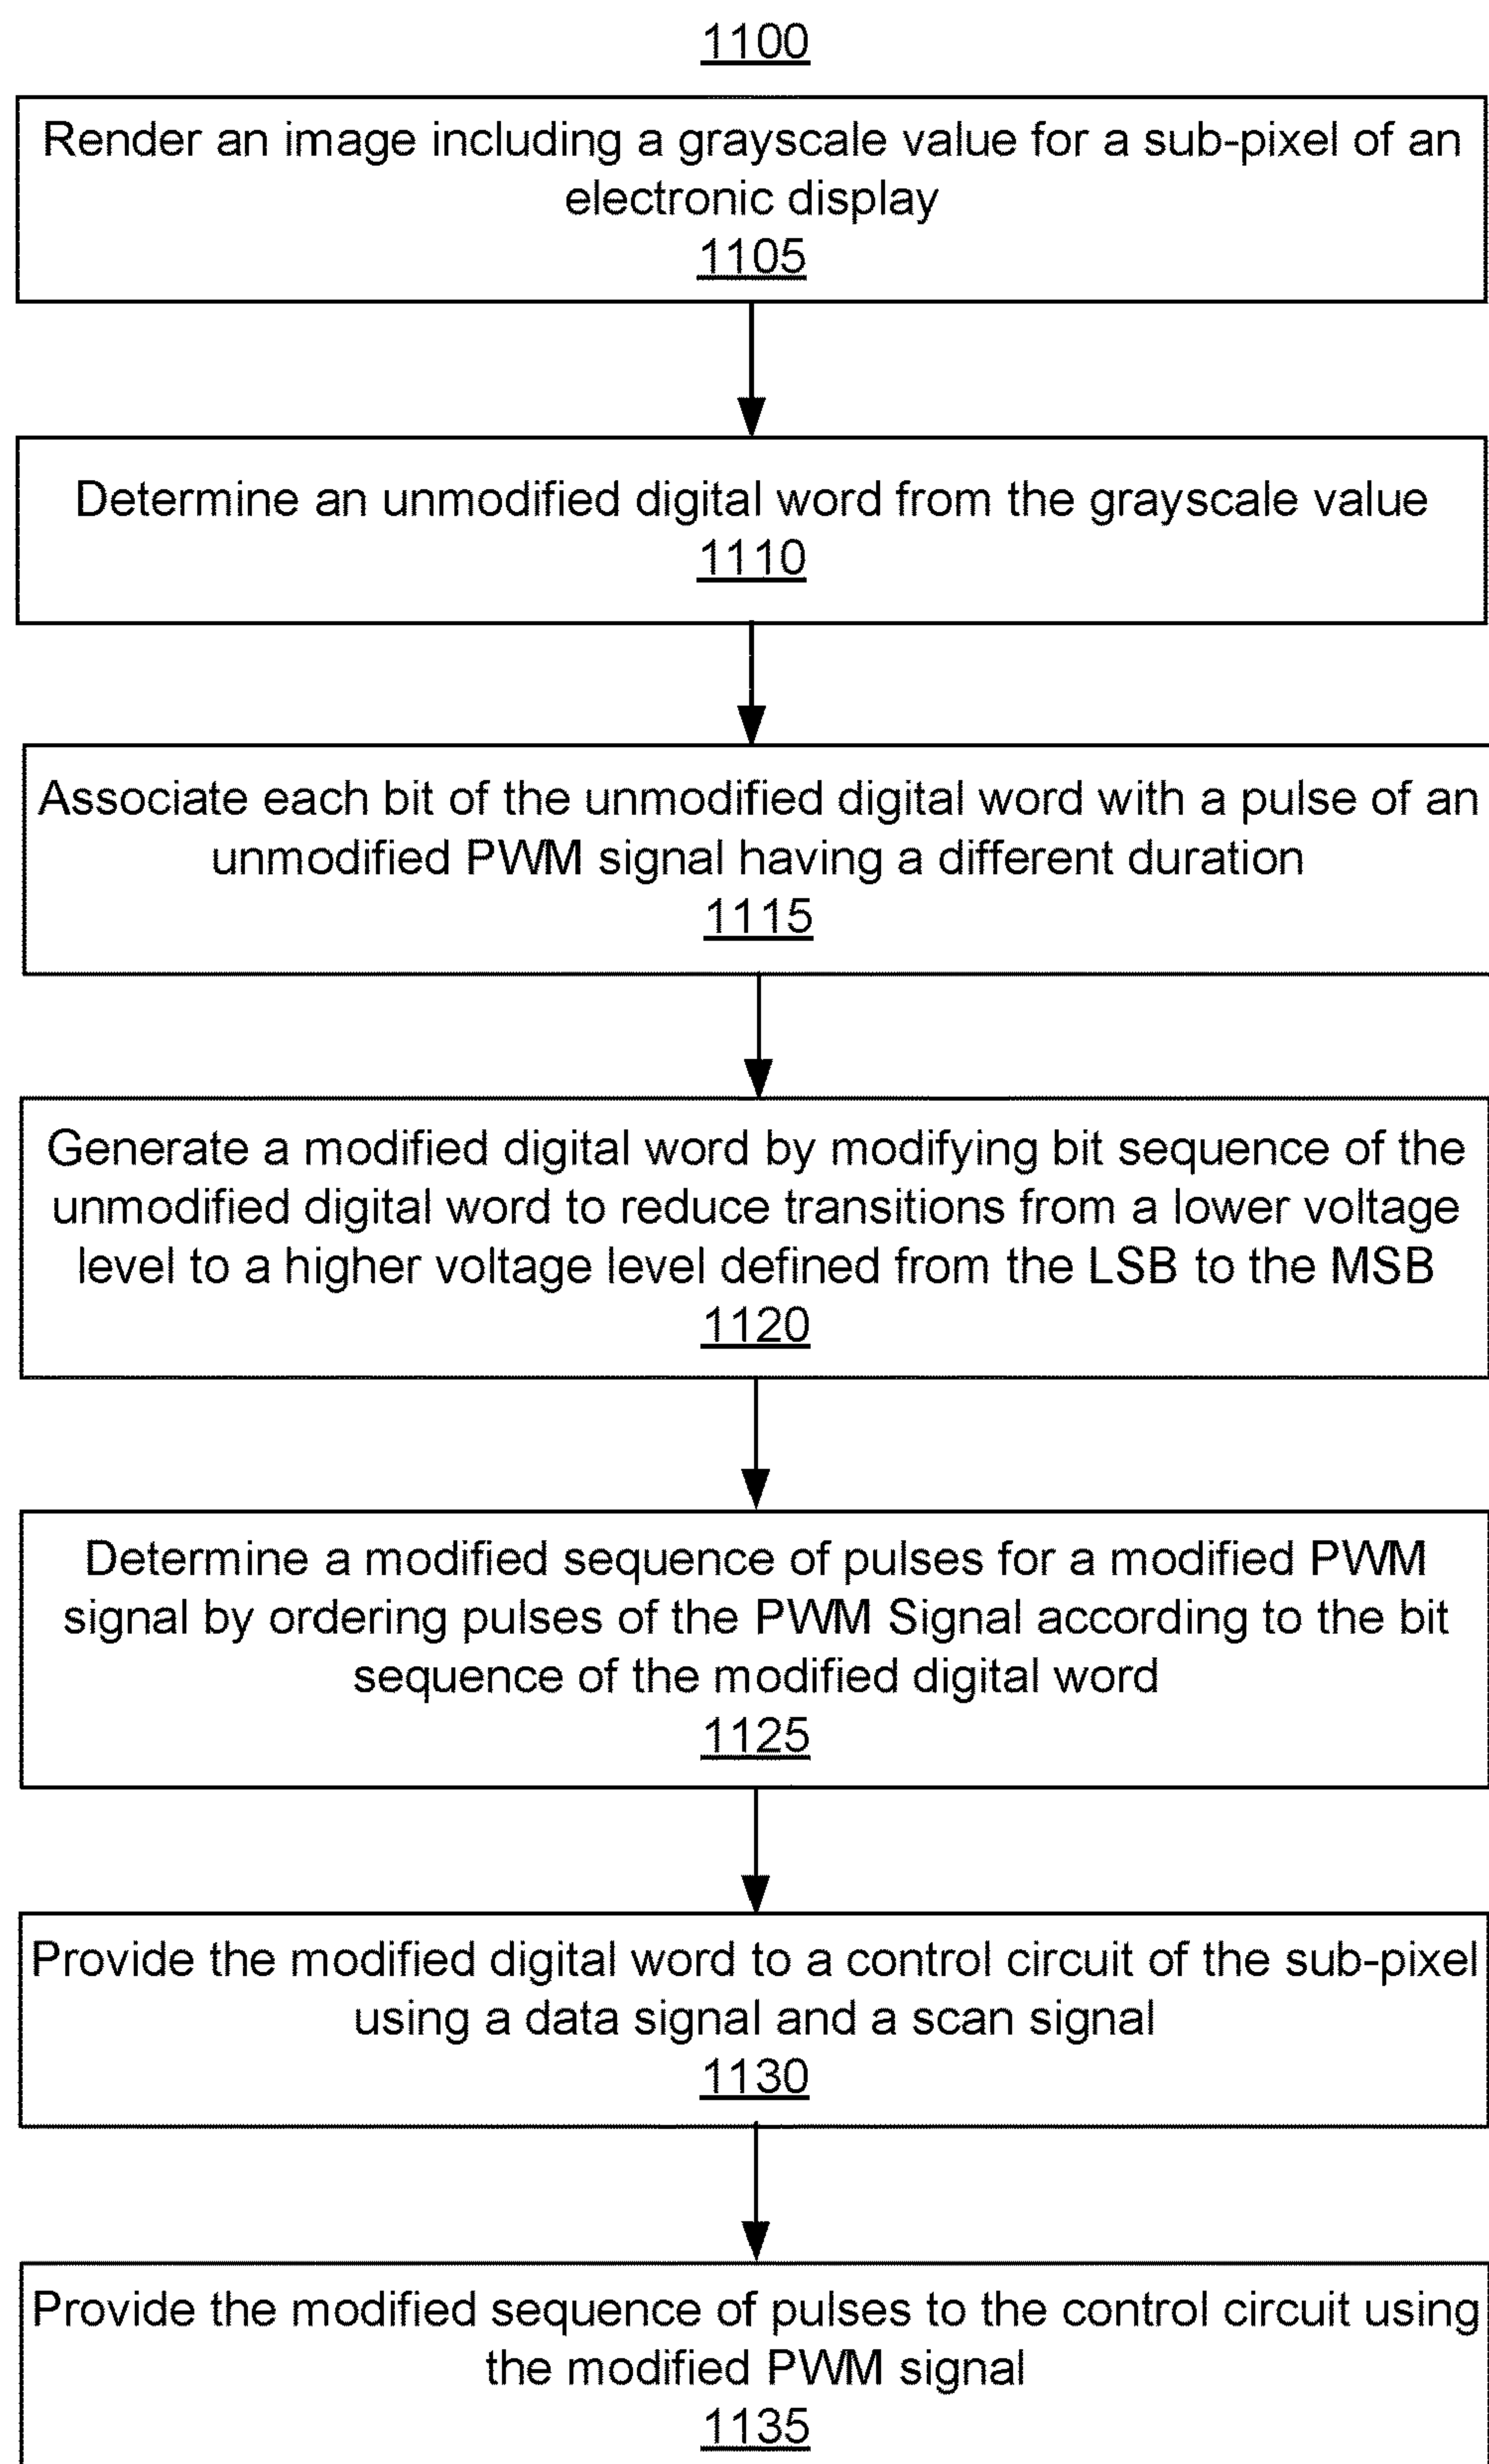 1100
Render an image including a grayscale value for a sub-pixel of an
electronic display
1105
Determine an unmodified digital word from the grayscale value
1110
Associate each bit of the unmodified digital word with a pulse of an
unmodified PWM signal having a different duration
1115
Generate a modified digital word by modifying bit sequence of the
unmodified digital word to reduce transitions from a lower voltage
level to a higher voltage level defined from the LSB to the MSB
1120
Determine a modified sequence of pulses for a modified PWM
signal by ordering pulses of the PWM Signal according to the bit
sequence of the modified digital word
1125
Provide the modified digital word to a control circuit of the sub-pixel
using a data signal and a scan signal
1130
Provide the modified sequence of pulses to the control circuit using
the modified PWM signal
1135